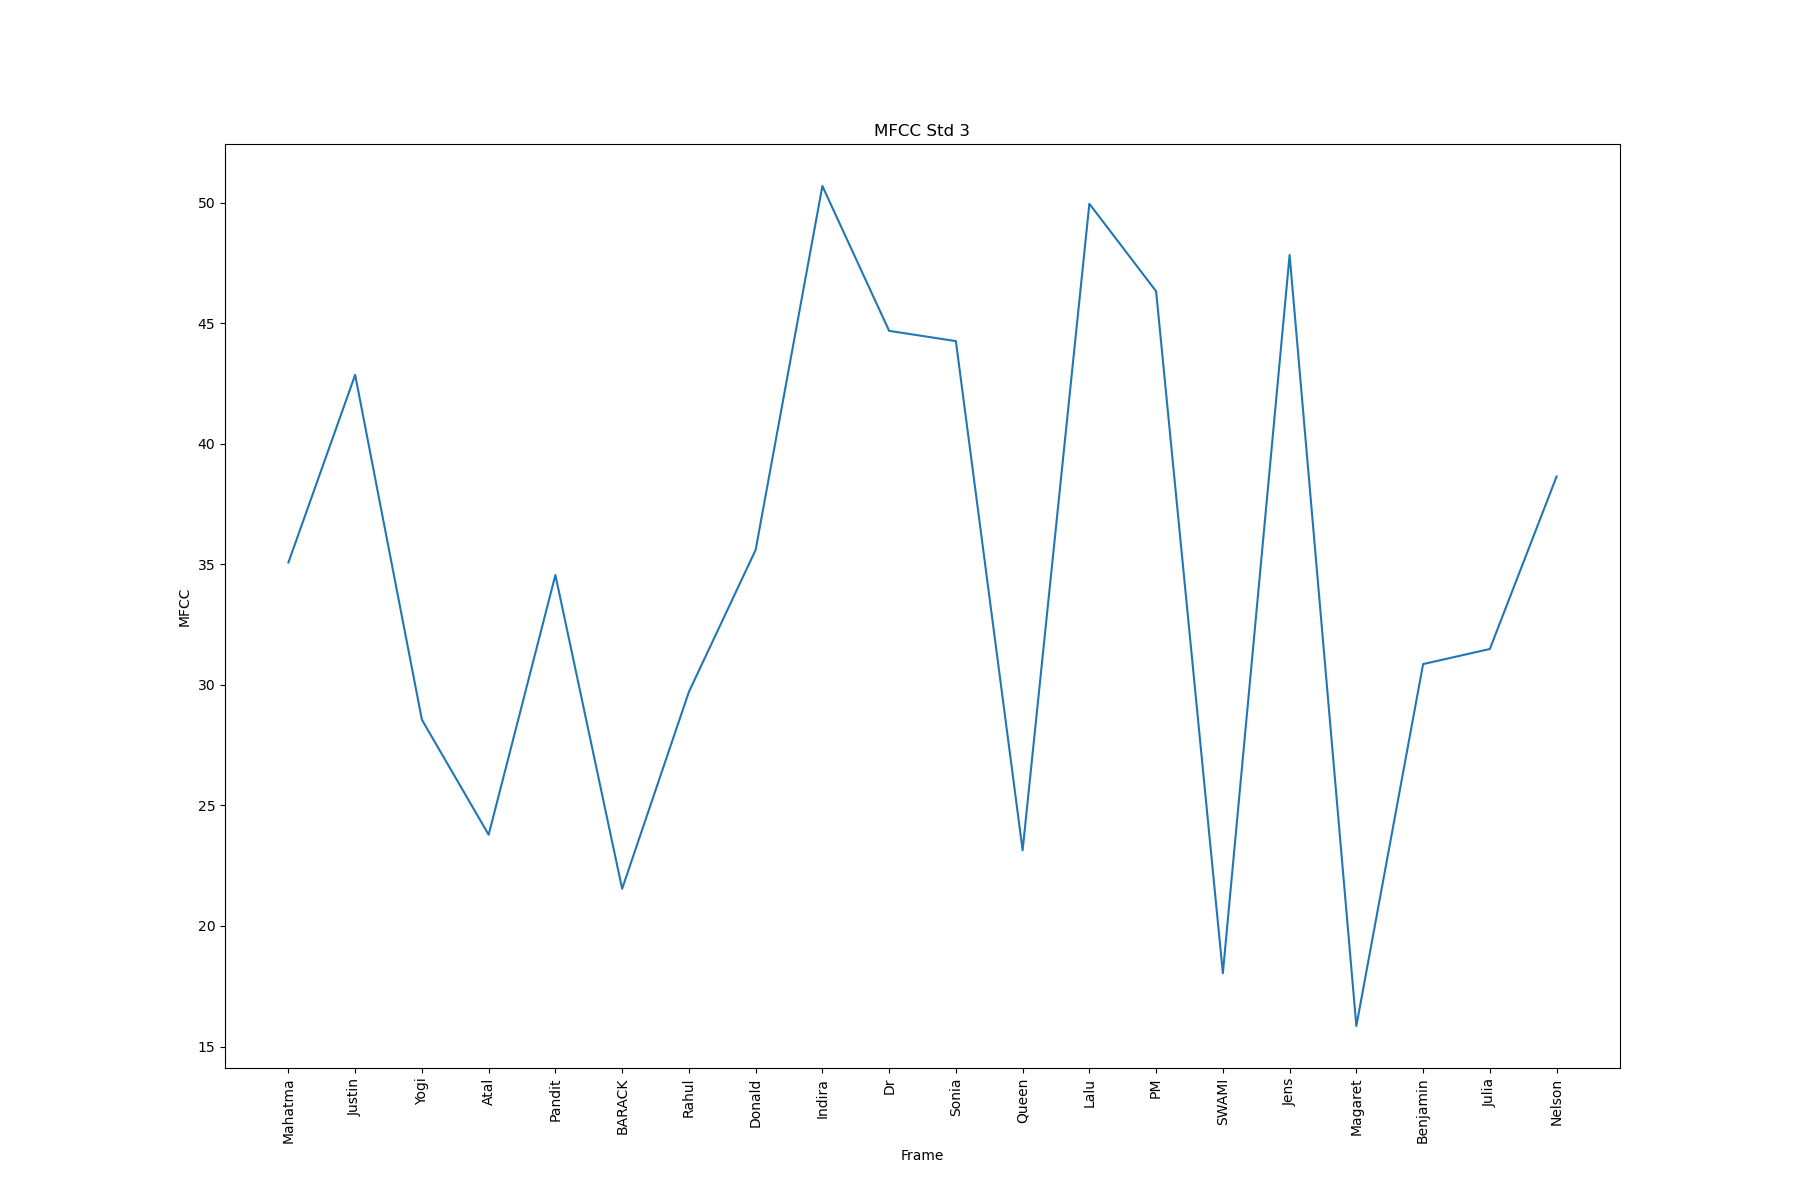 MFCC Std 3
50
45
40
35
30
25
20
15
MFCC
Mahatma
Justin
Yogi
Atal
Pandit
BARACK
Rahul
Donald
Indira
Dr
Sonia
Queen
Lalu
PM
SWAMI
Jens
Magaret
Benjamin
Julia
Nelson
Frame